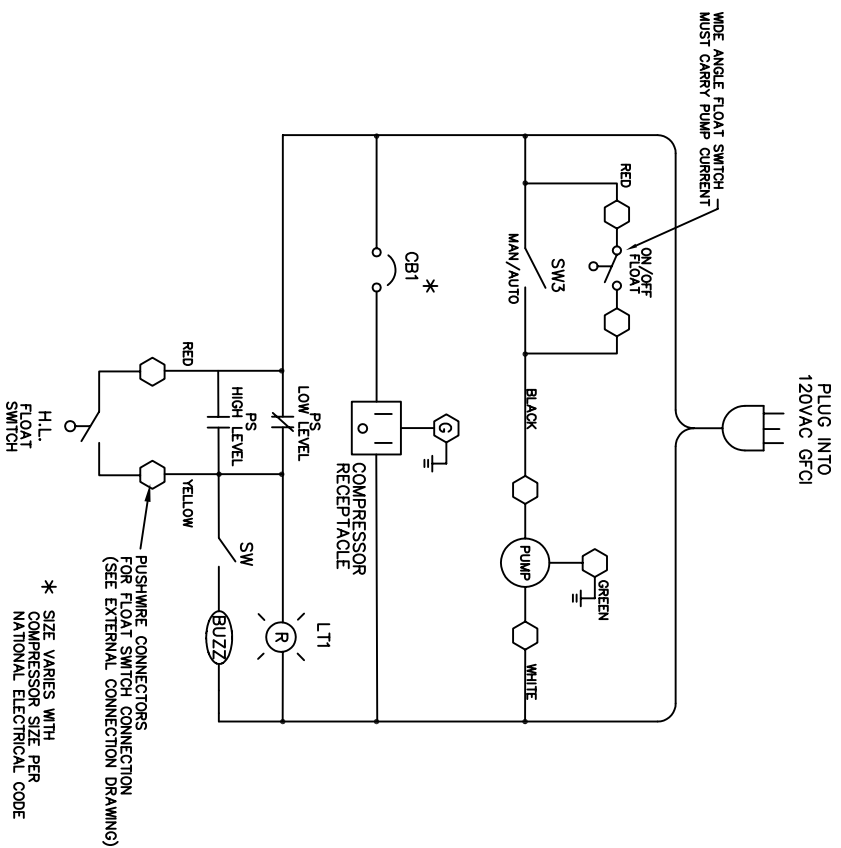 PLUG INTO
120VAC GFCI
WIDE ANGLE FLOAT SWITCH
MUST CARRY PUMP CURRENT
RED
ON/OFF
FLOAT
SW3
MAN/AUTO
BLACK
PUMP
GREEN
WHITE
CB1
*
G
COMPRESSOR
RECEPTACLE
PS
LOW LEVEL
LT1
R
PS
HIGH LEVEL
SW
BUZZ
RED
YELLOW
H.L.
FLOAT
SWITCH
PUSHWIRE CONNECTORS
FOR FLOAT SWITCH CONNECTION
(SEE EXTERNAL CONNECTION DRAWING)
* SIZE VARIES WITH
COMPRESSOR SIZE PER
NATIONAL ELECTRICAL CODE